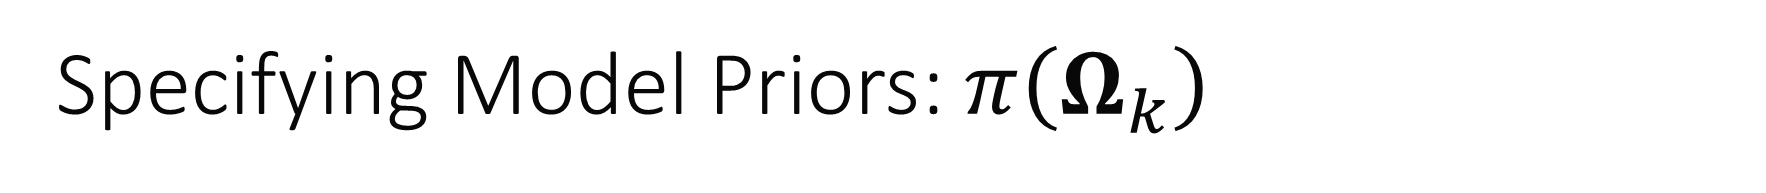 Specifying Model Priors: π(Ω_k)